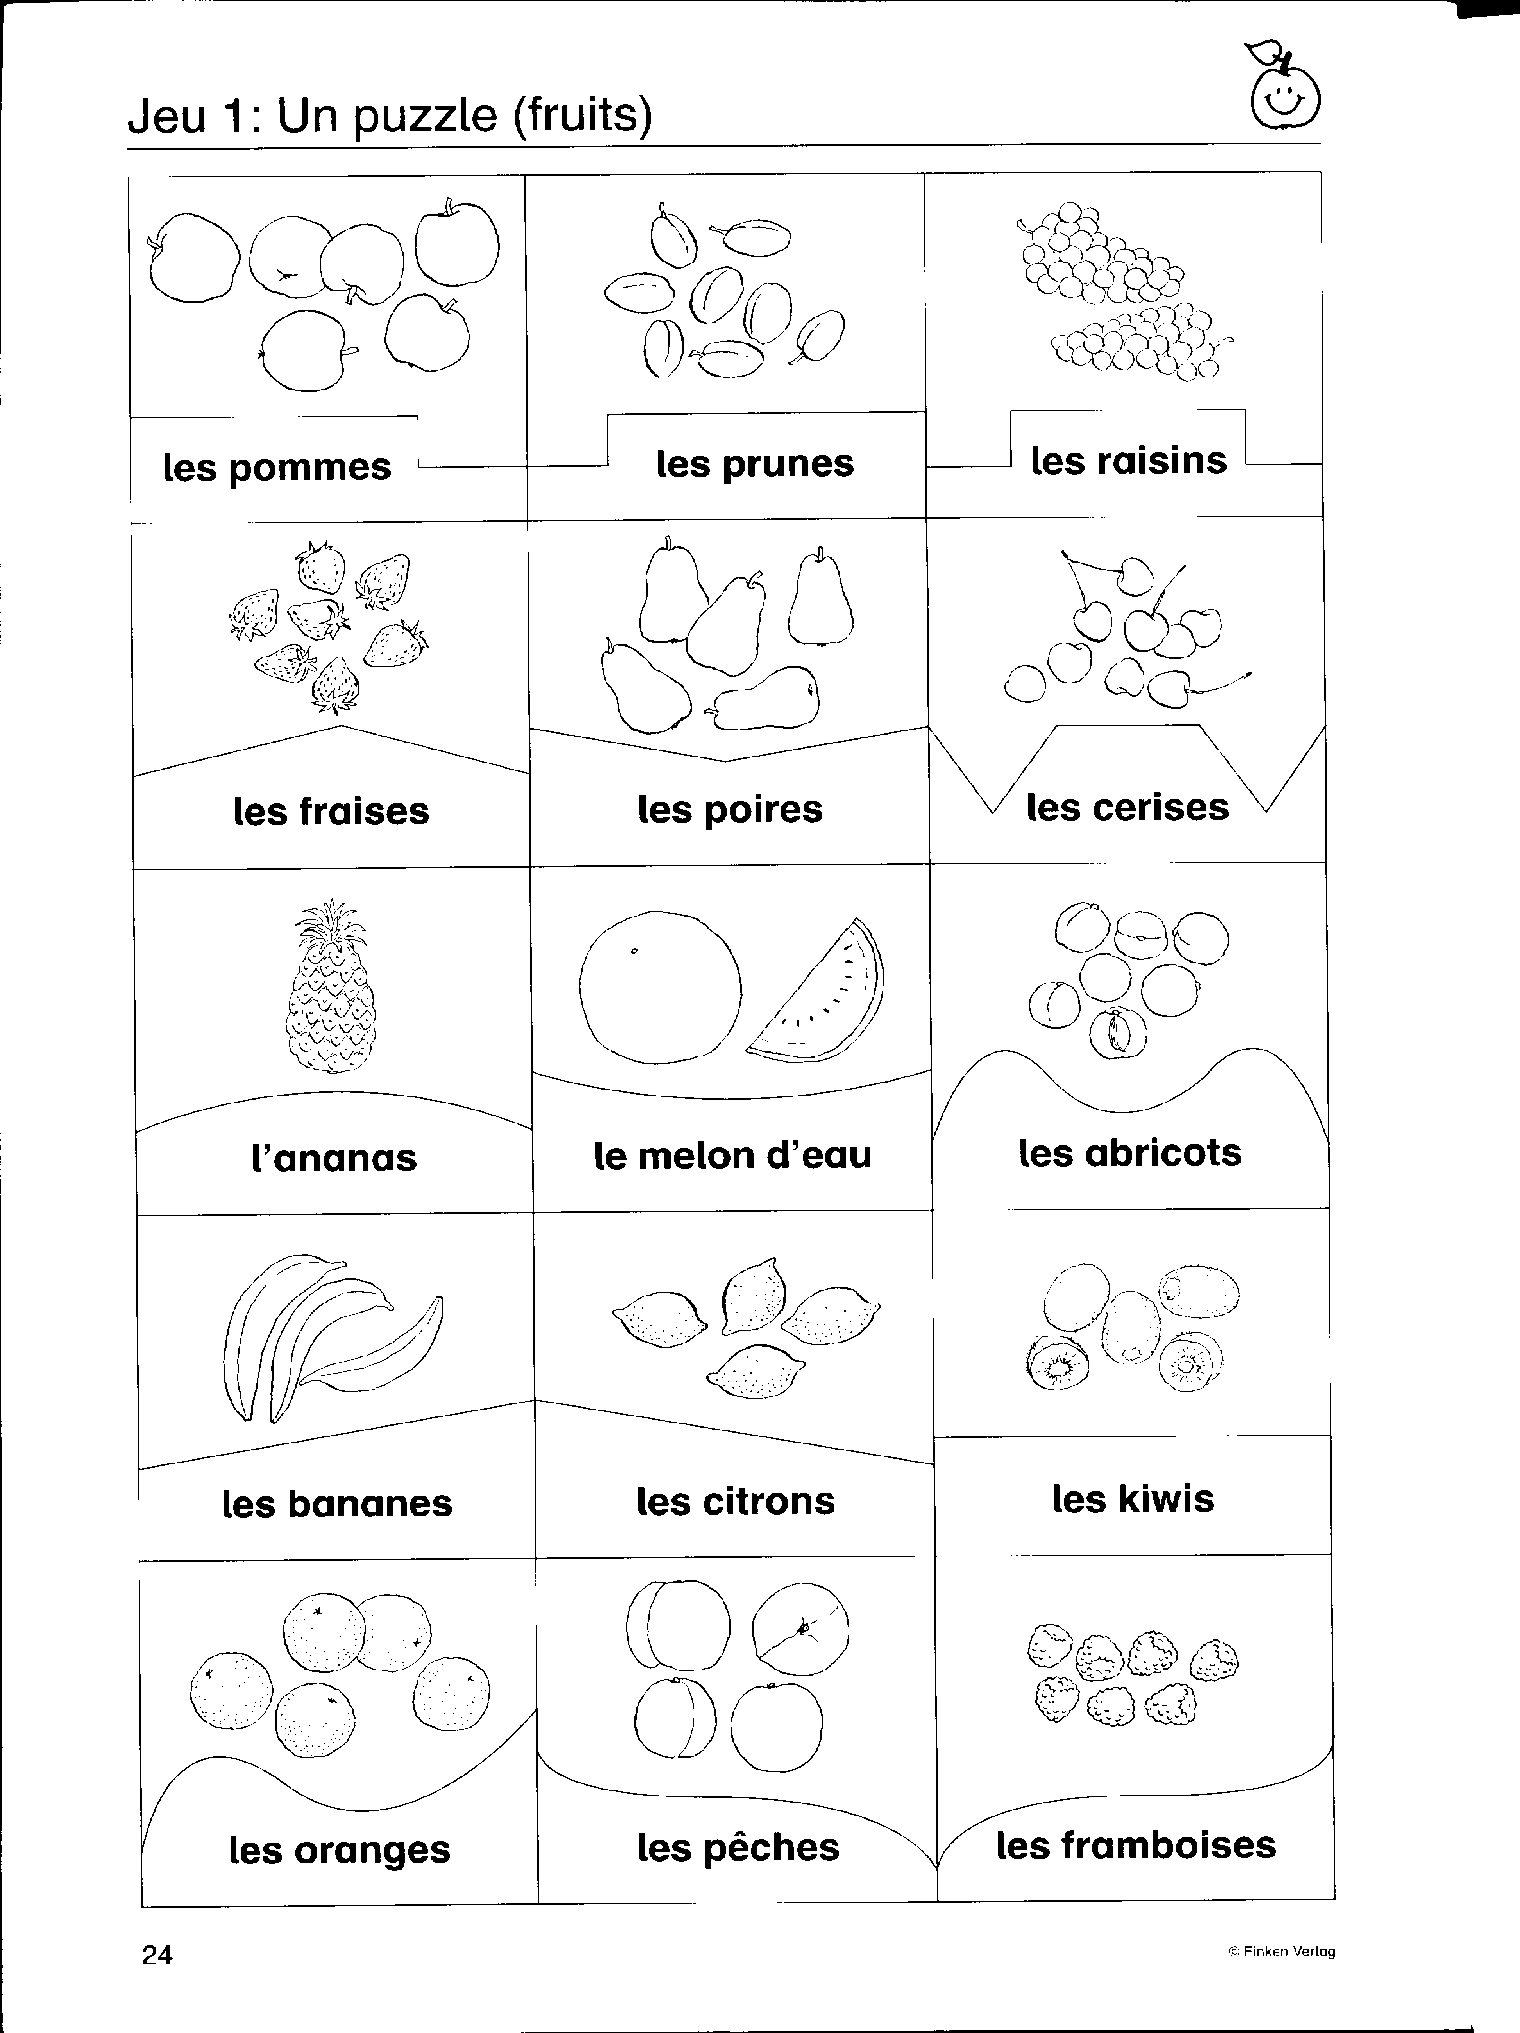 Jeu 1: Un puzzle (fruits)
les pommes
les prunes
les raisins
les fraises
les poires
les cerises
l'ananas
le melon d'eau
les abricots
les bananes
les citrons
les kiwis
les oranges
les pêches
les framboises
24
© Finken Verlag